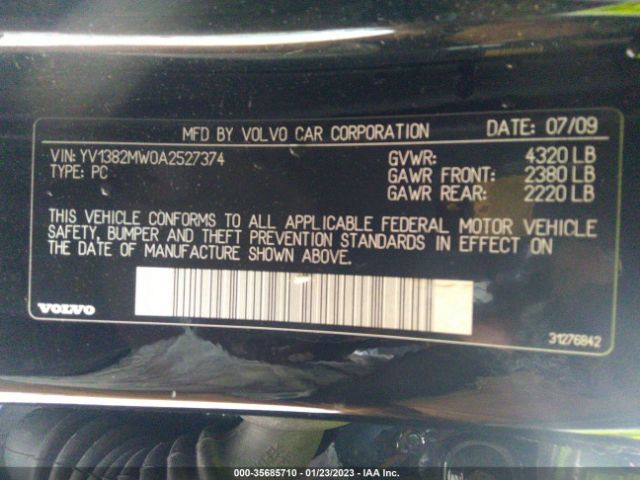 MFD BY VOLVO CAR CORPORATION DATE: 07/09
VIN: YV1382MW0A2527374 GVWR: 4320 LB
TYPE: PC GAWR FRONT: 2380 LB
GAWR REAR: 2220 LB
THIS VEHICLE CONFORMS TO ALL APPLICABLE FEDERAL MOTOR VEHICLE
SAFETY, BUMPER AND THEFT PREVENTION STANDARDS IN EFFECT ON
THE DATE OF MANUFACTURE SHOWN ABOVE.
VOLVO
31276842
000-35685710 - 01/23/2023 - IAA Inc.